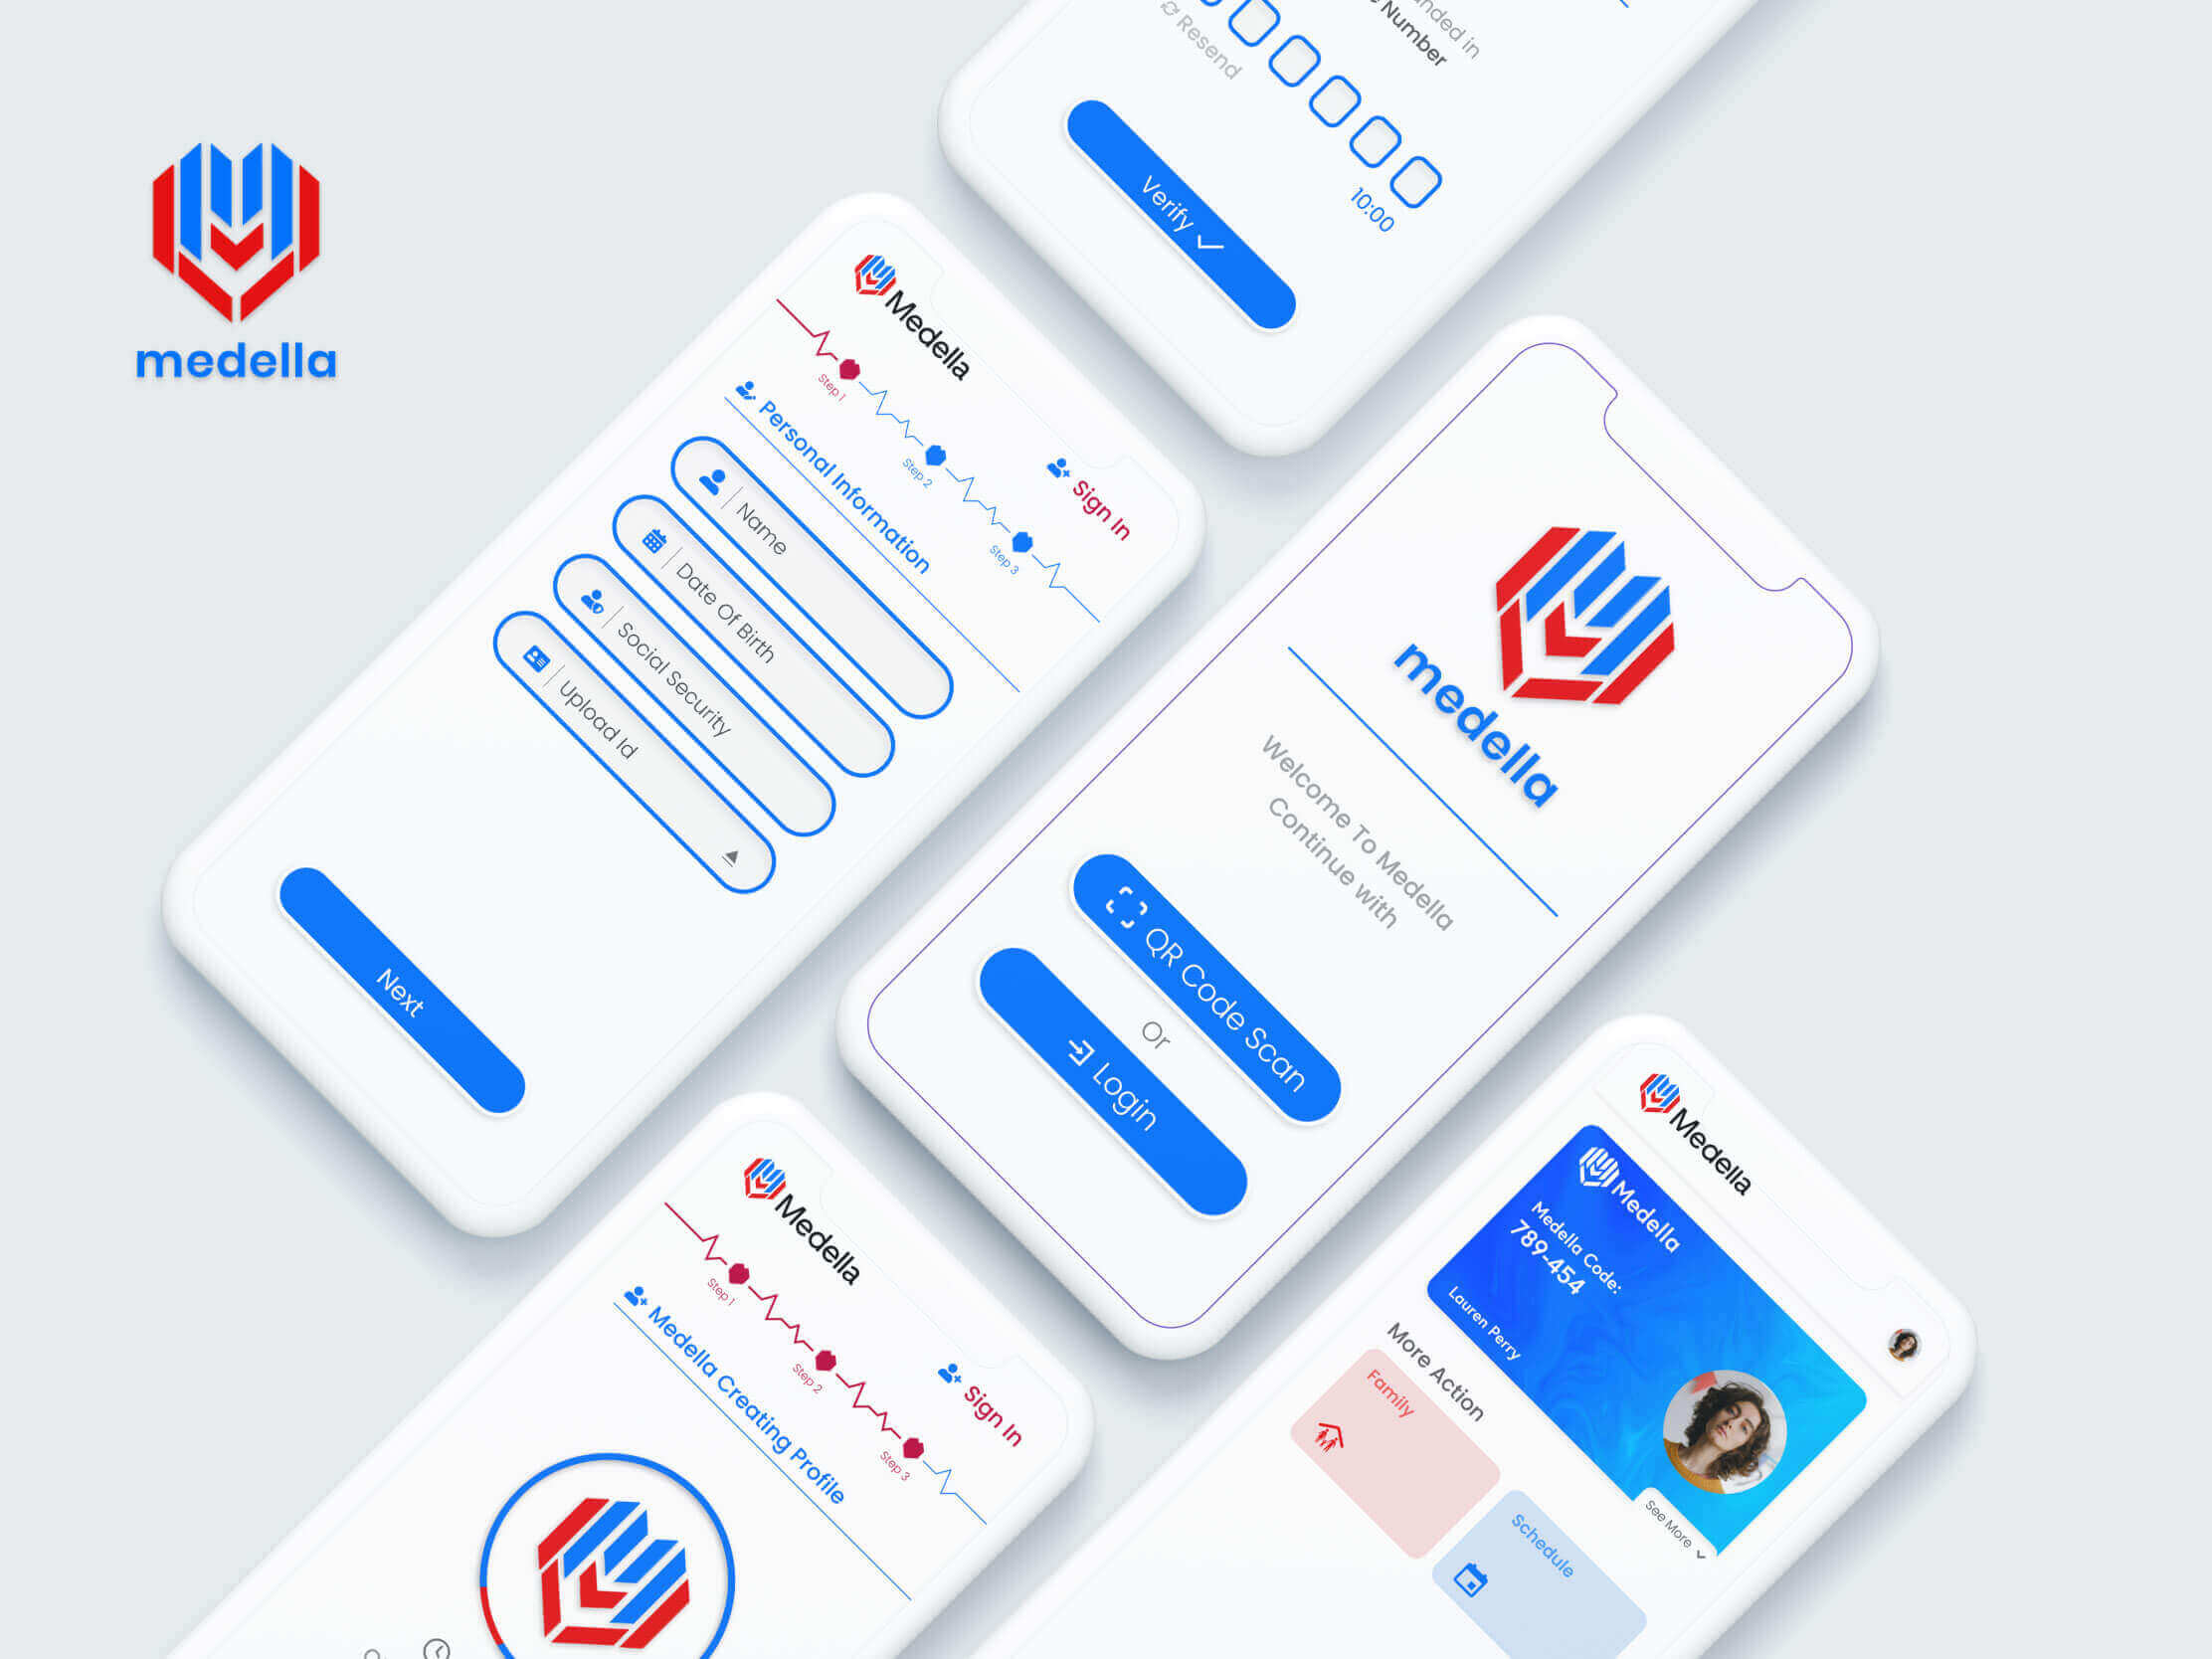 medella
nded in
Number
Resend
10:00
Verify
Medella
Step 1
Step 2
Step 3
Sign In
Personal Information
Name
Date Of Birth
Social Security
Upload Id
Next
medella
Welcome To Medella
Continue with
QR Code Scan
Or
Login
Medella
Step 1
Step 2
Step 3
Sign In
Medella Creating Profile
Medella
Medella
Medella Code:
789-454
Lauren Perry
See More
More Action
Family
Schedule